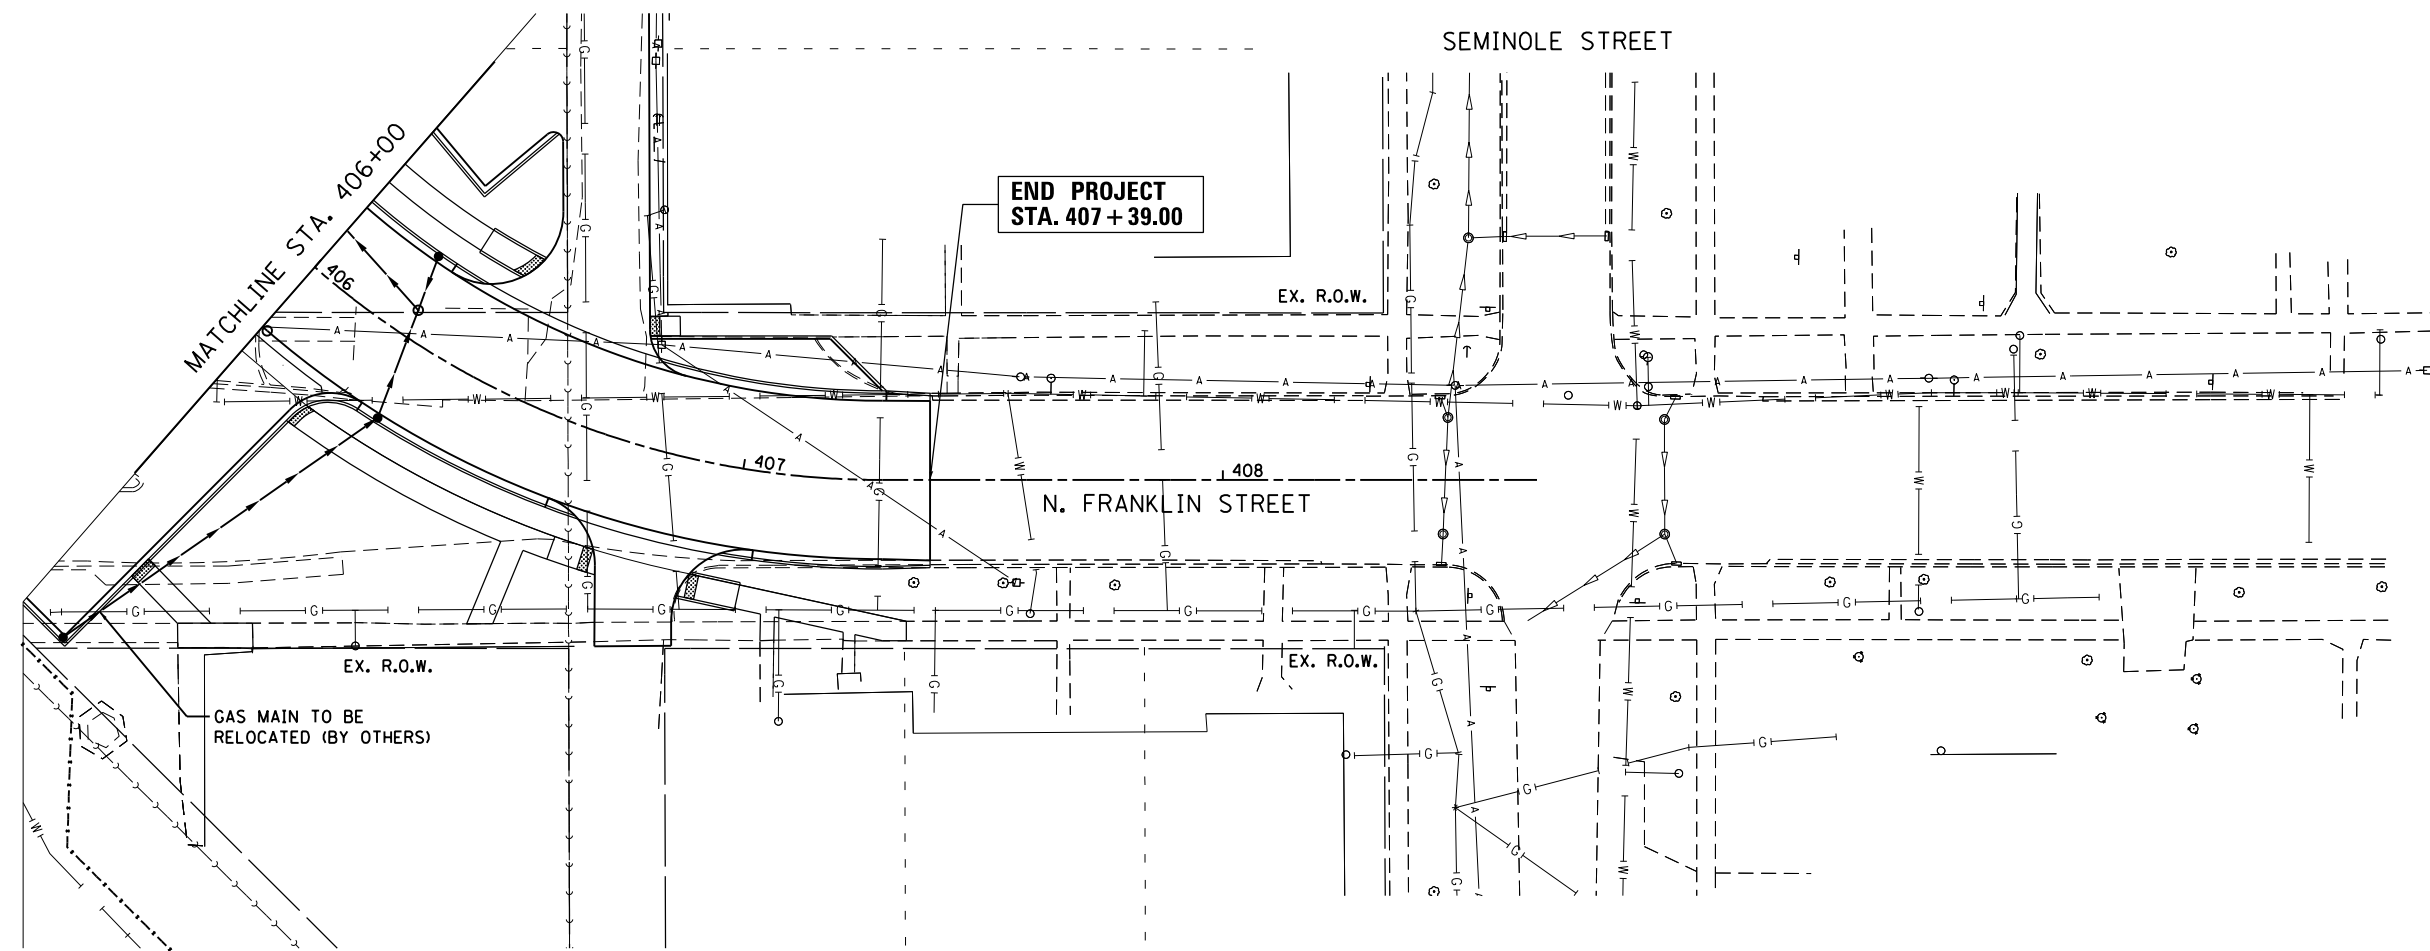 SEMINOLE STREET
MATCHLINE STA. 406+00
END PROJECT
STA. 407+39.00
EX. R.O.W.
406
407
408
N. FRANKLIN STREET
EX. R.O.W.
EX. R.O.W.
GAS MAIN TO BE
RELOCATED (BY OTHERS)